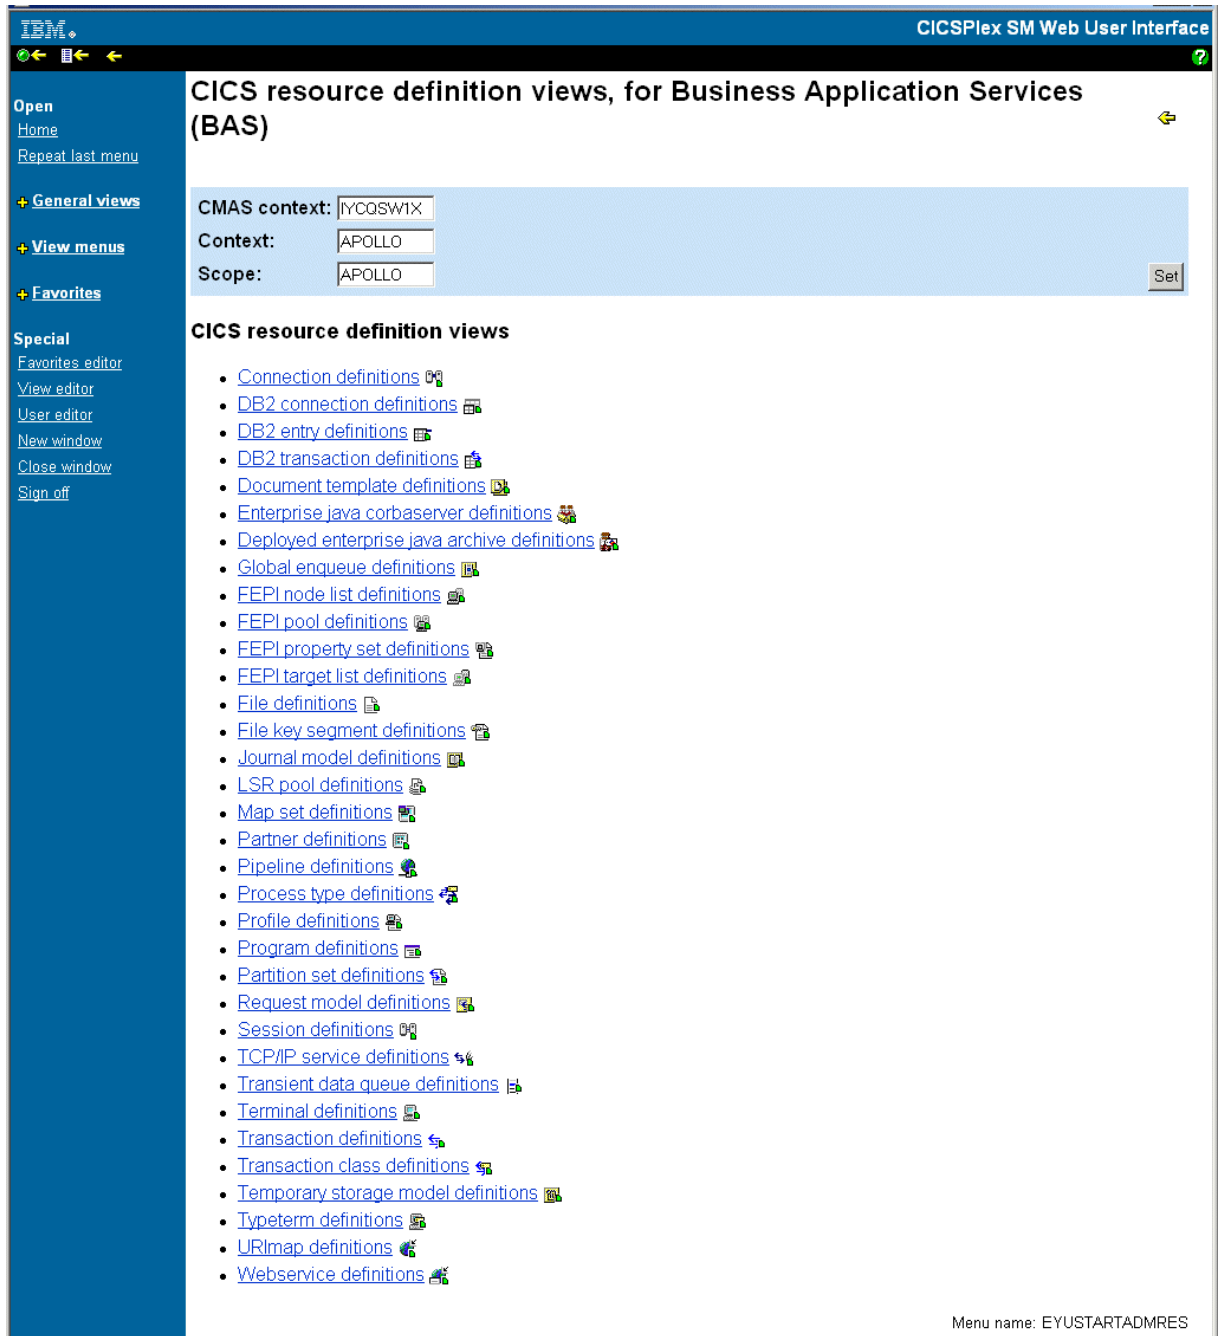 IBM
CICSPlex SM Web User Interface
Open
Home
Repeat last menu
General views
View menus
Favorites
Special
Favorites editor
View editor
User editor
New window
Close window
Sign off
CICS resource definition views, for Business Application Services
(BAS)
CMAS context: IYCQSW1X
Context: APOLLO
Scope: APOLLO
Set
CICS resource definition views
Connection definitions
DB2 connection definitions
DB2 entry definitions
DB2 transaction definitions
Document template definitions
Enterprise java corbaserver definitions
Deployed enterprise java archive definitions
Global enqueue definitions
FEPI node list definitions
FEPI pool definitions
FEPI property set definitions
FEPI target list definitions
File definitions
File key segment definitions
Journal model definitions
LSR pool definitions
Map set definitions
Partner definitions
Pipeline definitions
Process type definitions
Profile definitions
Program definitions
Partition set definitions
Request model definitions
Session definitions
TCP/IP service definitions
Transient data queue definitions
Terminal definitions
Transaction definitions
Transaction class definitions
Temporary storage model definitions
Typeterm definitions
URImap definitions
Webservice definitions
Menu name: EYUSTARTADMRES